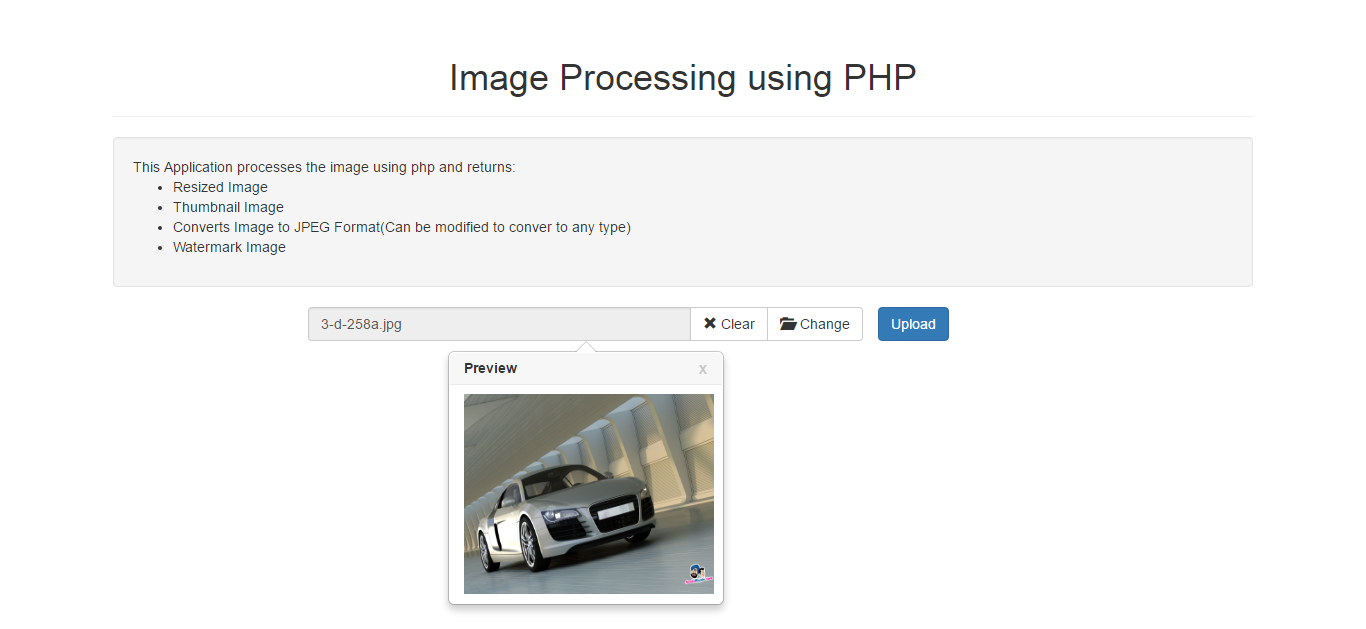 Image Processing using PHP
This Application processes the image using php and returns:
Resized Image
Thumbnail Image
Converts Image to JPEG Format(Can be modified to conver to any type)
Watermark Image
3-d-258a.jpg Clear Change Upload
Preview x